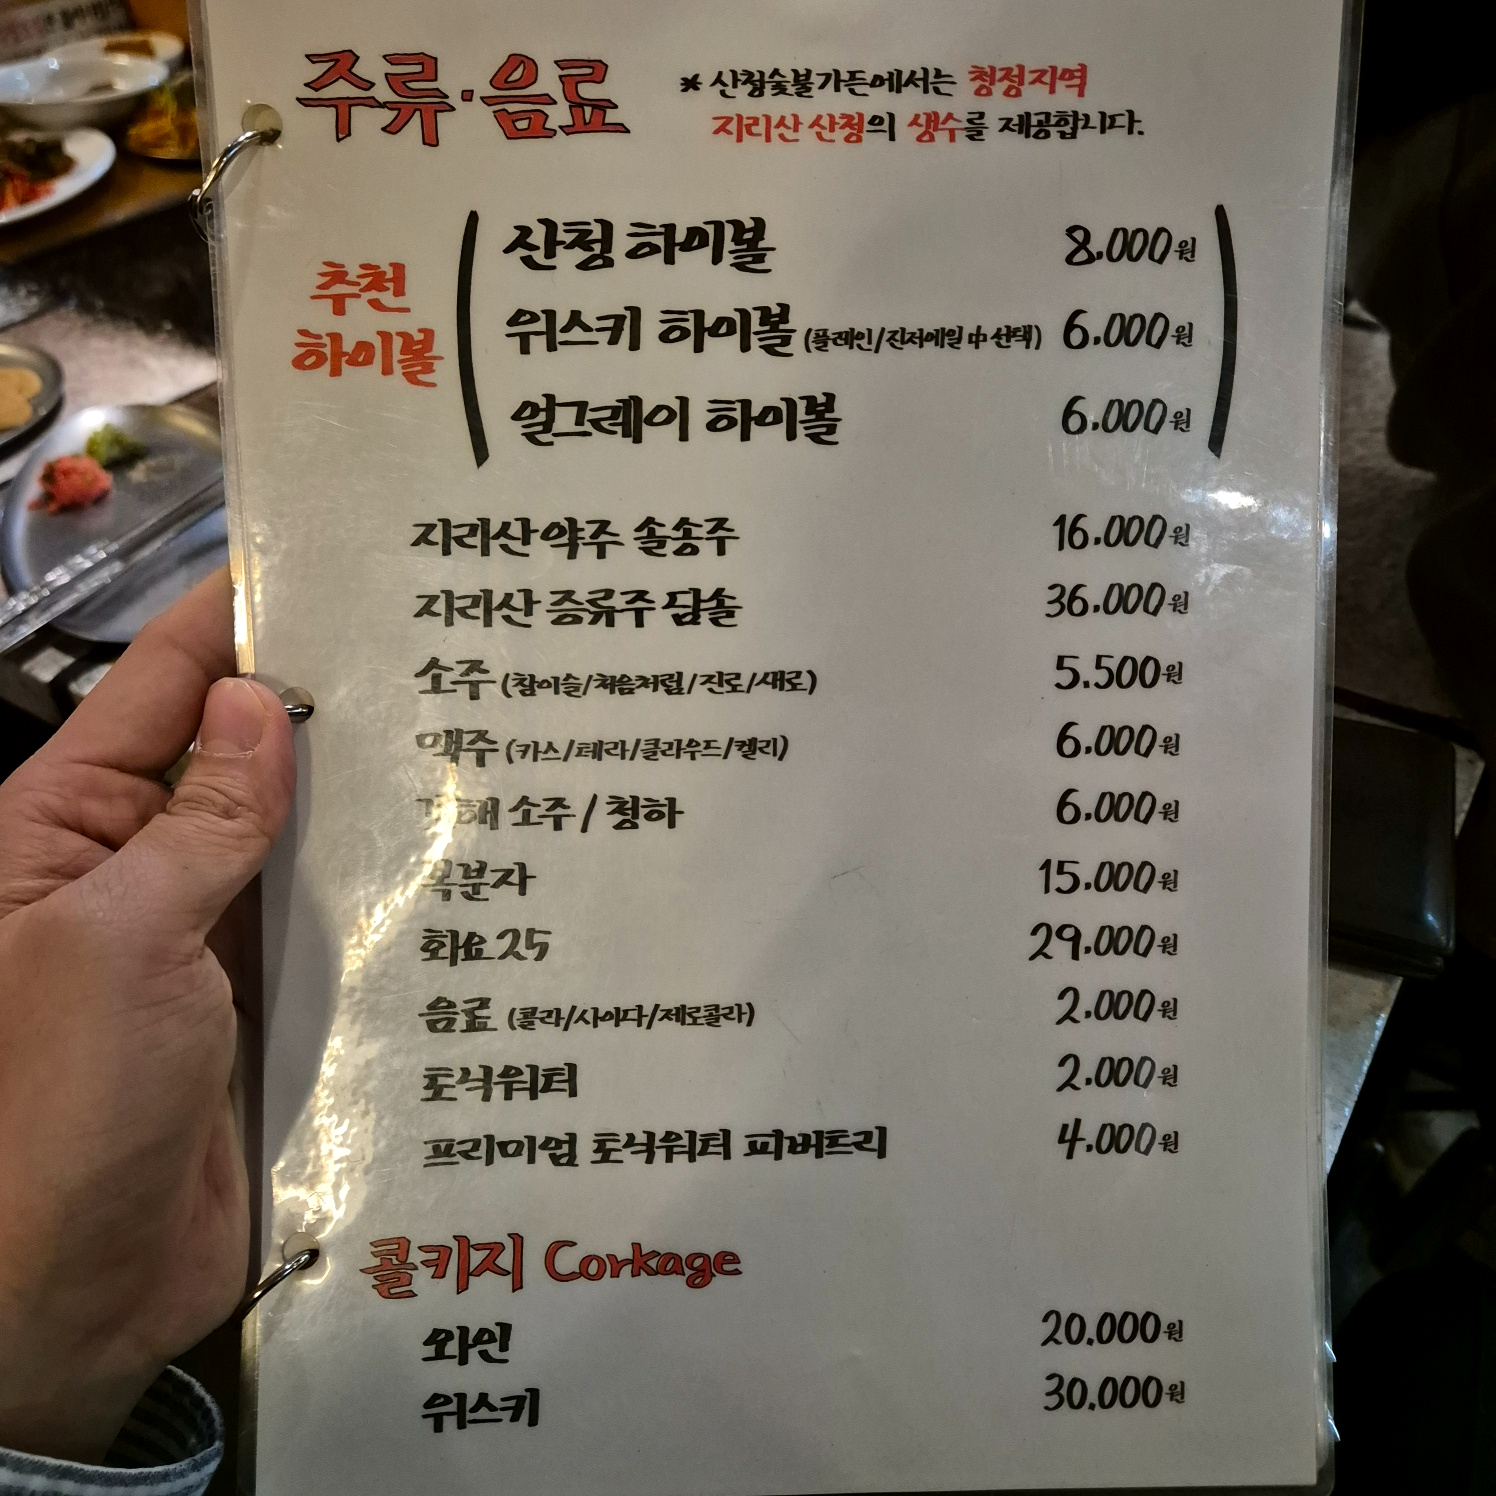 주류·음료
* 산청숯불가든에서는 청정지역
지리산 산청의 생수를 제공합니다.
추천
하이볼
산청 하이볼 8.000원
위스키 하이볼 (플레인/진저에일 中 선택) 6.000원
얼그레이 하이볼 6.000원
지리산 약주 솔송주 16.000원
지리산 증류주 담솔 36.000원
소주 (참이슬/처음처럼/진로/새로) 5.500원
맥주 (카스/테라/클라우드/켈리) 6.000원
소주 / 청하 6.000원
복분자 15.000원
화요25 29.000원
음료 (콜라/사이다/제로콜라) 2.000원
토닉워터 2.000원
프리미엄 토닉워터 피버트리 4.000원
콜키지 Corkage
와인 20.000원
위스키 30.000원